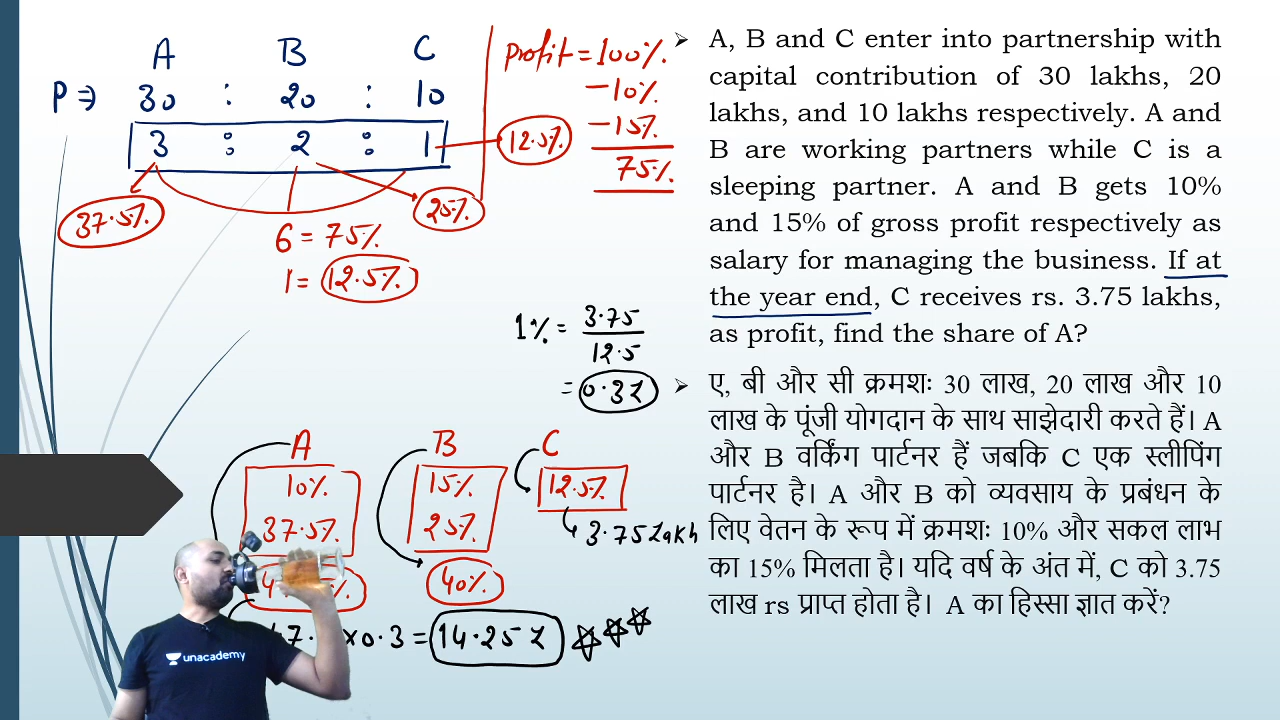 A B C
P ⇒ 30 : 20 : 10
3 : 2 : 1
12.5%
37.5%
25%
6 = 75%
1 = 12.5%
Profit = 100%
-10%
-15%
75%
1% = 3.75
12.5
= 0.3L
A B C
10% 15% 12.5%
37.5% 25%
3.75 Lakh
40%
×0.3 = 14.25 L
unacademy
➢ A, B and C enter into partnership with
capital contribution of 30 lakhs, 20
lakhs, and 10 lakhs respectively. A and
B are working partners while C is a
sleeping partner. A and B gets 10%
and 15% of gross profit respectively as
salary for managing the business. If at
the year end, C receives rs. 3.75 lakhs,
as profit, find the share of A?
➢ ए, बी और सी क्रमशः 30 लाख, 20 लाख और 10
लाख के पूंजी योगदान के साथ साझेदारी करते हैं। A
और B वर्किंग पार्टनर हैं जबकि C एक स्लीपिंग
पार्टनर है। A और B को व्यवसाय के प्रबंधन के
लिए वेतन के रूप में क्रमशः 10% और सकल लाभ
का 15% मिलता है। यदि वर्ष के अंत में, C को 3.75
लाख rs प्राप्त होता है। A का हिस्सा ज्ञात करें?